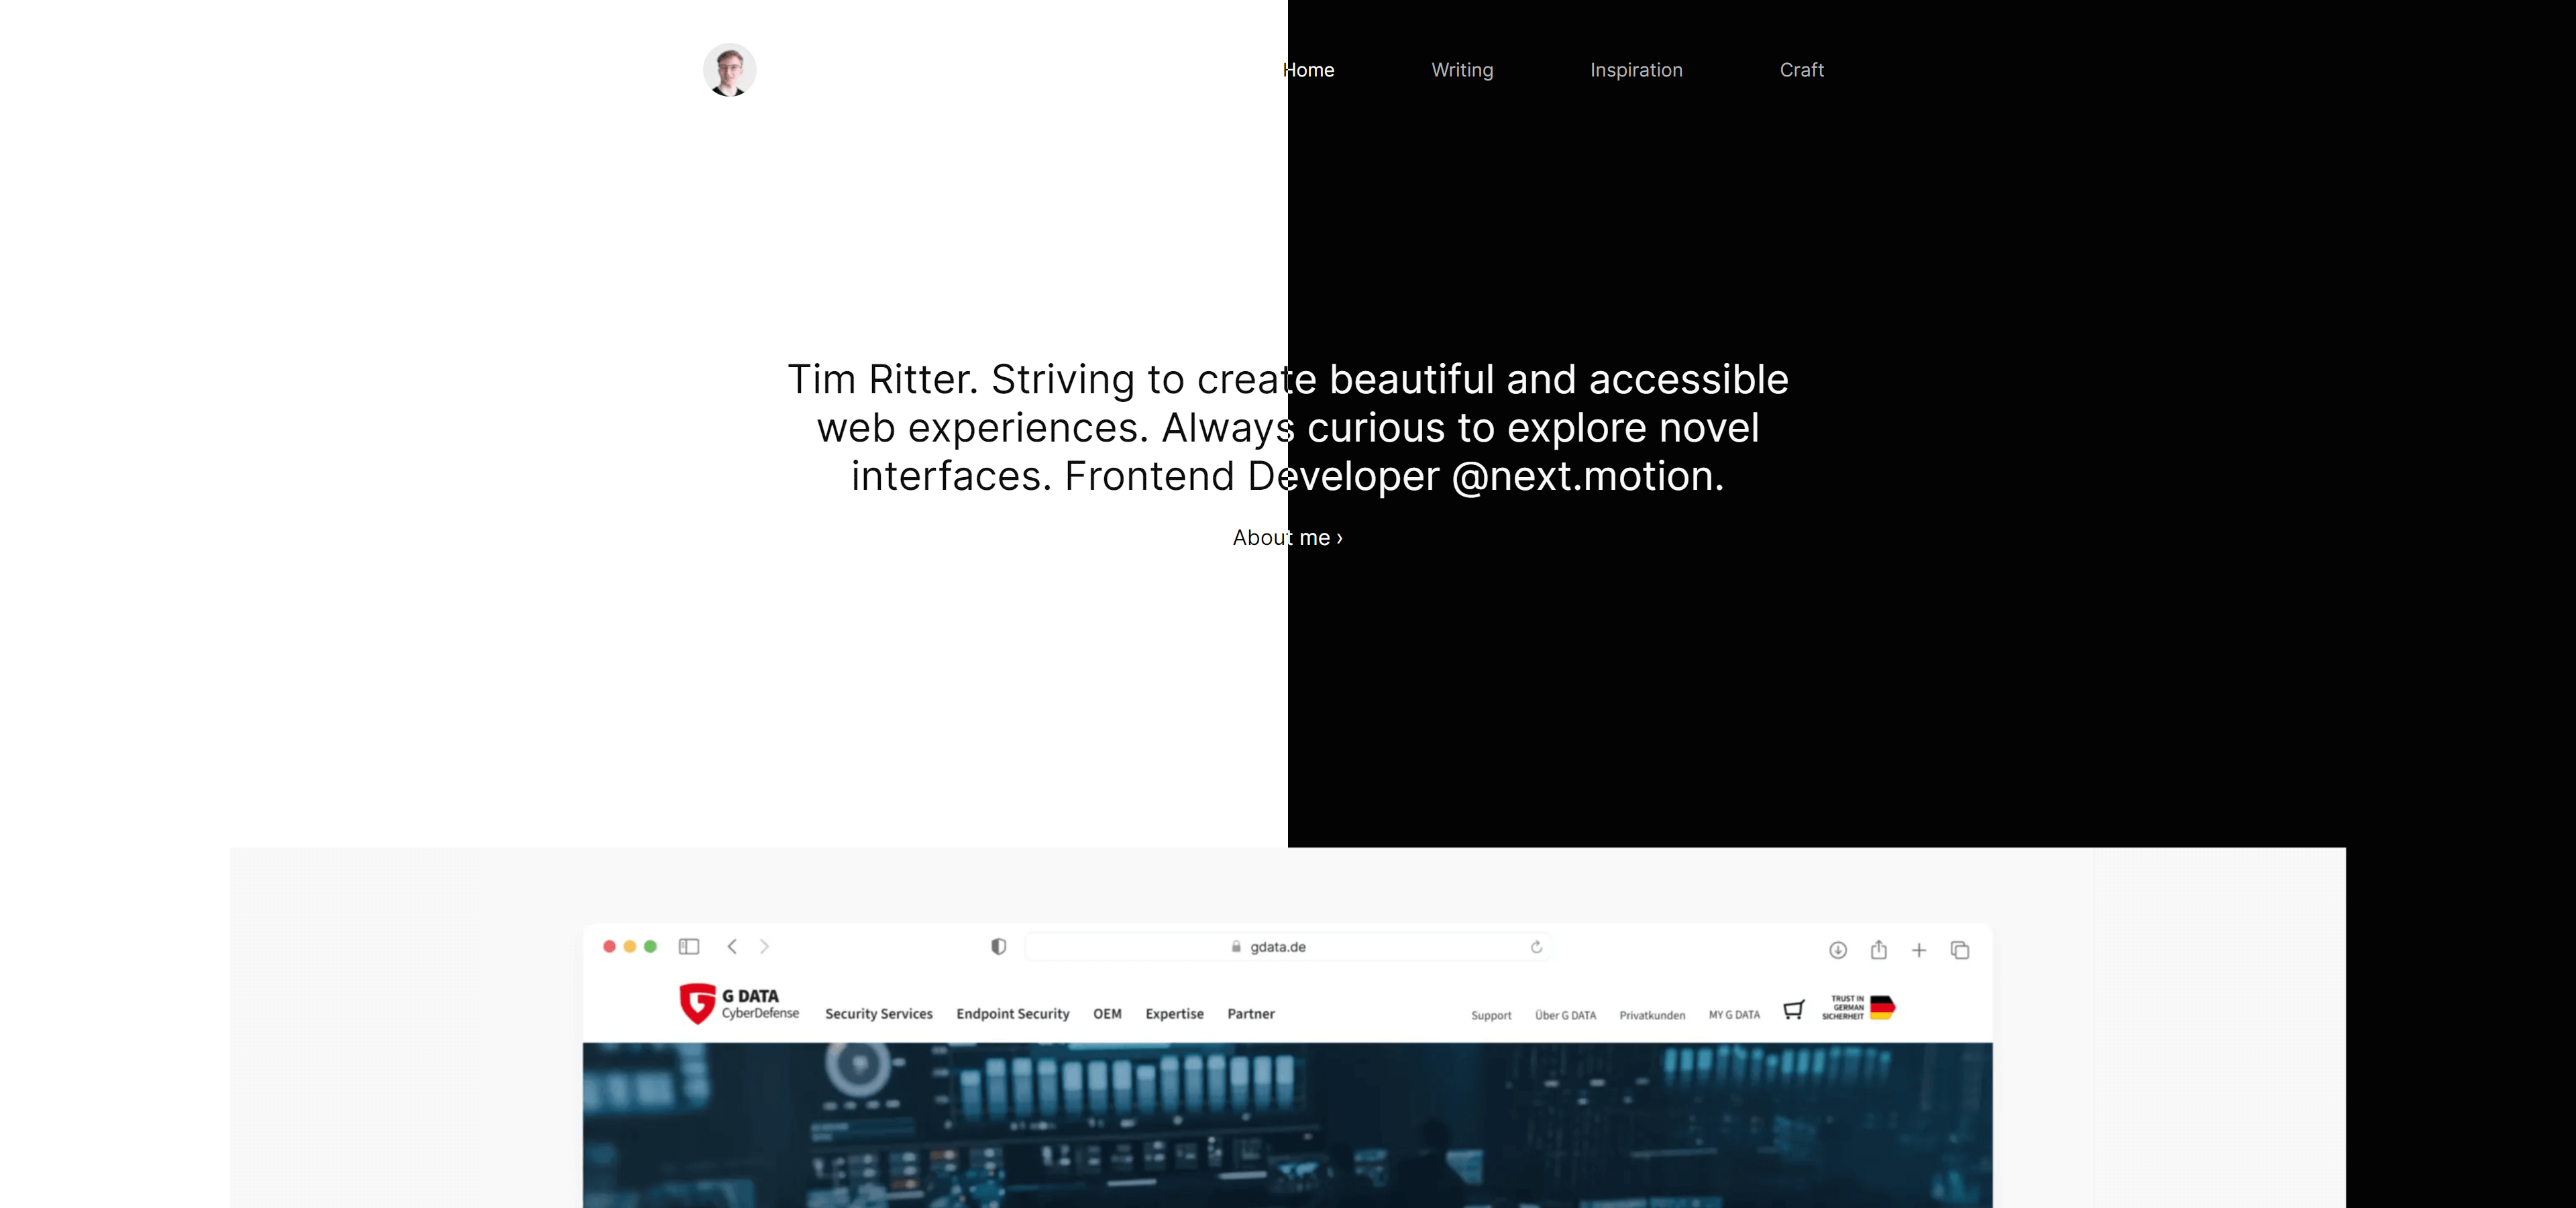 Home Writing Inspiration Craft
Tim Ritter. Striving to create beautiful and accessible
web experiences. Always curious to explore novel
interfaces. Frontend Developer @next.motion.
About me ›
gdata.de
G DATA
CyberDefense
Security Services Endpoint Security OEM Expertise Partner
Support Über G DATA Privatkunden MY G DATA
TRUST IN
GERMAN
SICHERHEIT